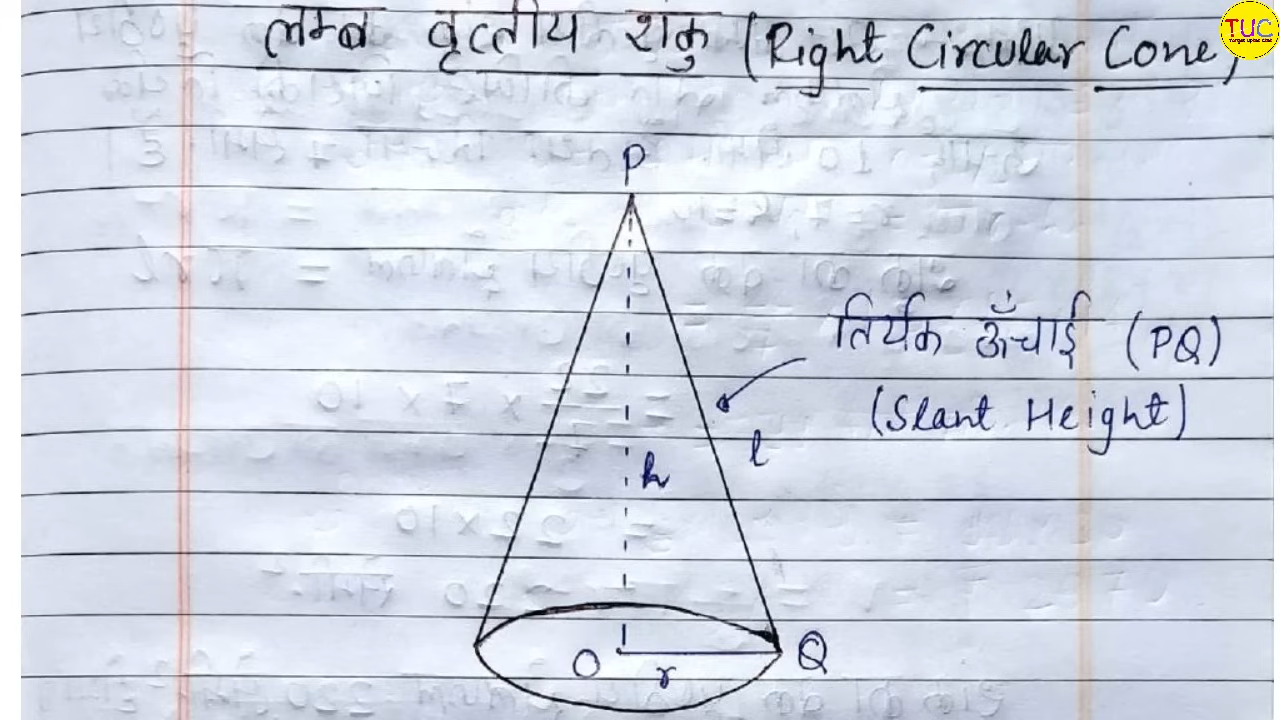 लम्ब वृत्तीय शंकु (Right Circular Cone)
TUC
P
तिर्यक ऊँचाई (PQ)
(Slant Height)
h
l
O
r
Q